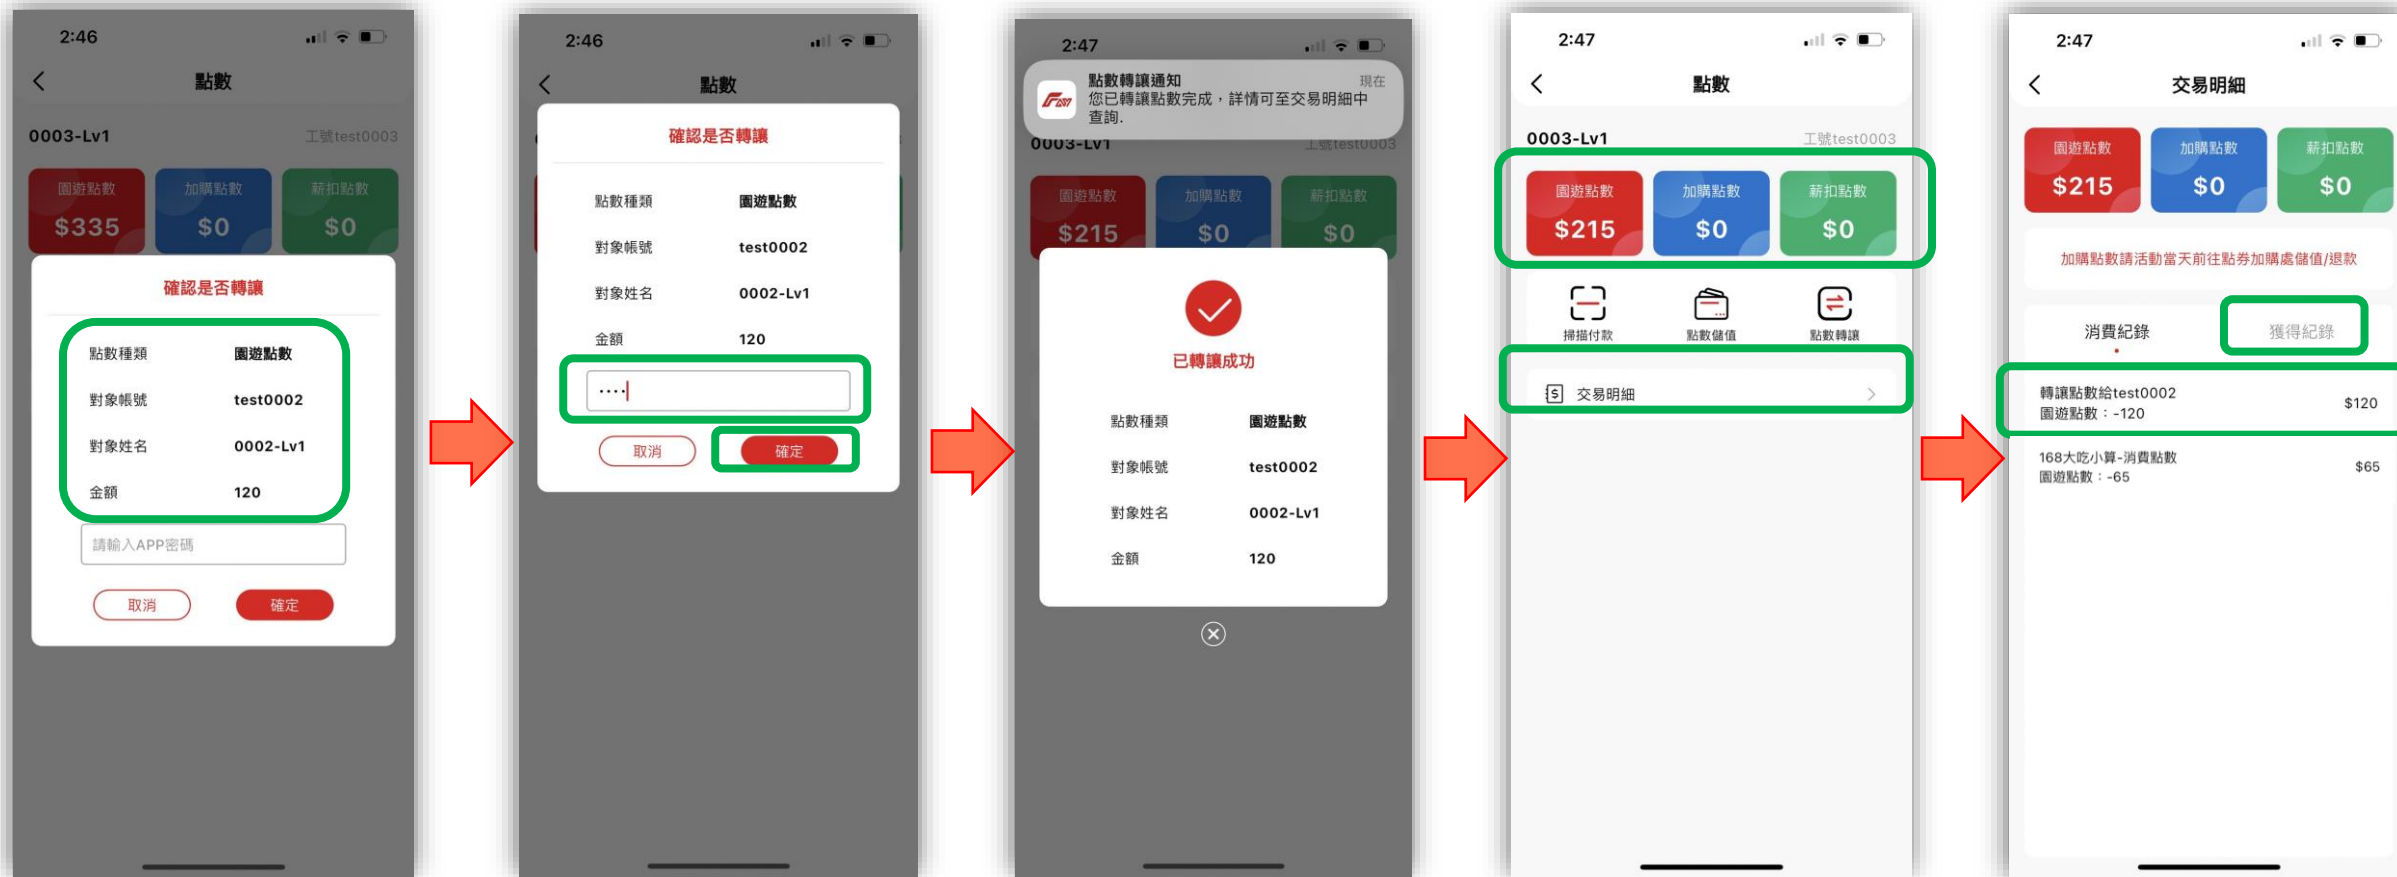 2:46
點數
0003-Lv1 工號test0003
園遊點數 加購點數 薪扣點數
$335 $0 $0
確認是否轉讓
點數種類 園遊點數
對象帳號 test0002
對象姓名 0002-Lv1
金額 120
請輸入APP密碼
取消 確定
2:46
點數
確認是否轉讓
點數種類 園遊點數
對象帳號 test0002
對象姓名 0002-Lv1
金額 120
····
取消 確定
2:47
點數轉讓通知 現在
您已轉讓點數完成，詳情可至交易明細中
查詢.
0003-Lv1 工號test0003
園遊點數 加購點數 薪扣點數
$215 $0 $0
已轉讓成功
點數種類 園遊點數
對象帳號 test0002
對象姓名 0002-Lv1
金額 120
2:47
點數
0003-Lv1 工號test0003
園遊點數 加購點數 薪扣點數
$215 $0 $0
掃描付款 點數儲值 點數轉讓
交易明細
2:47
交易明細
園遊點數 加購點數 薪扣點數
$215 $0 $0
加購點數請活動當天前往點券加購處儲值/退款
消費紀錄 獲得紀錄
轉讓點數給test0002
園遊點數：-120 $120
168大吃小算-消費點數
園遊點數：-65 $65